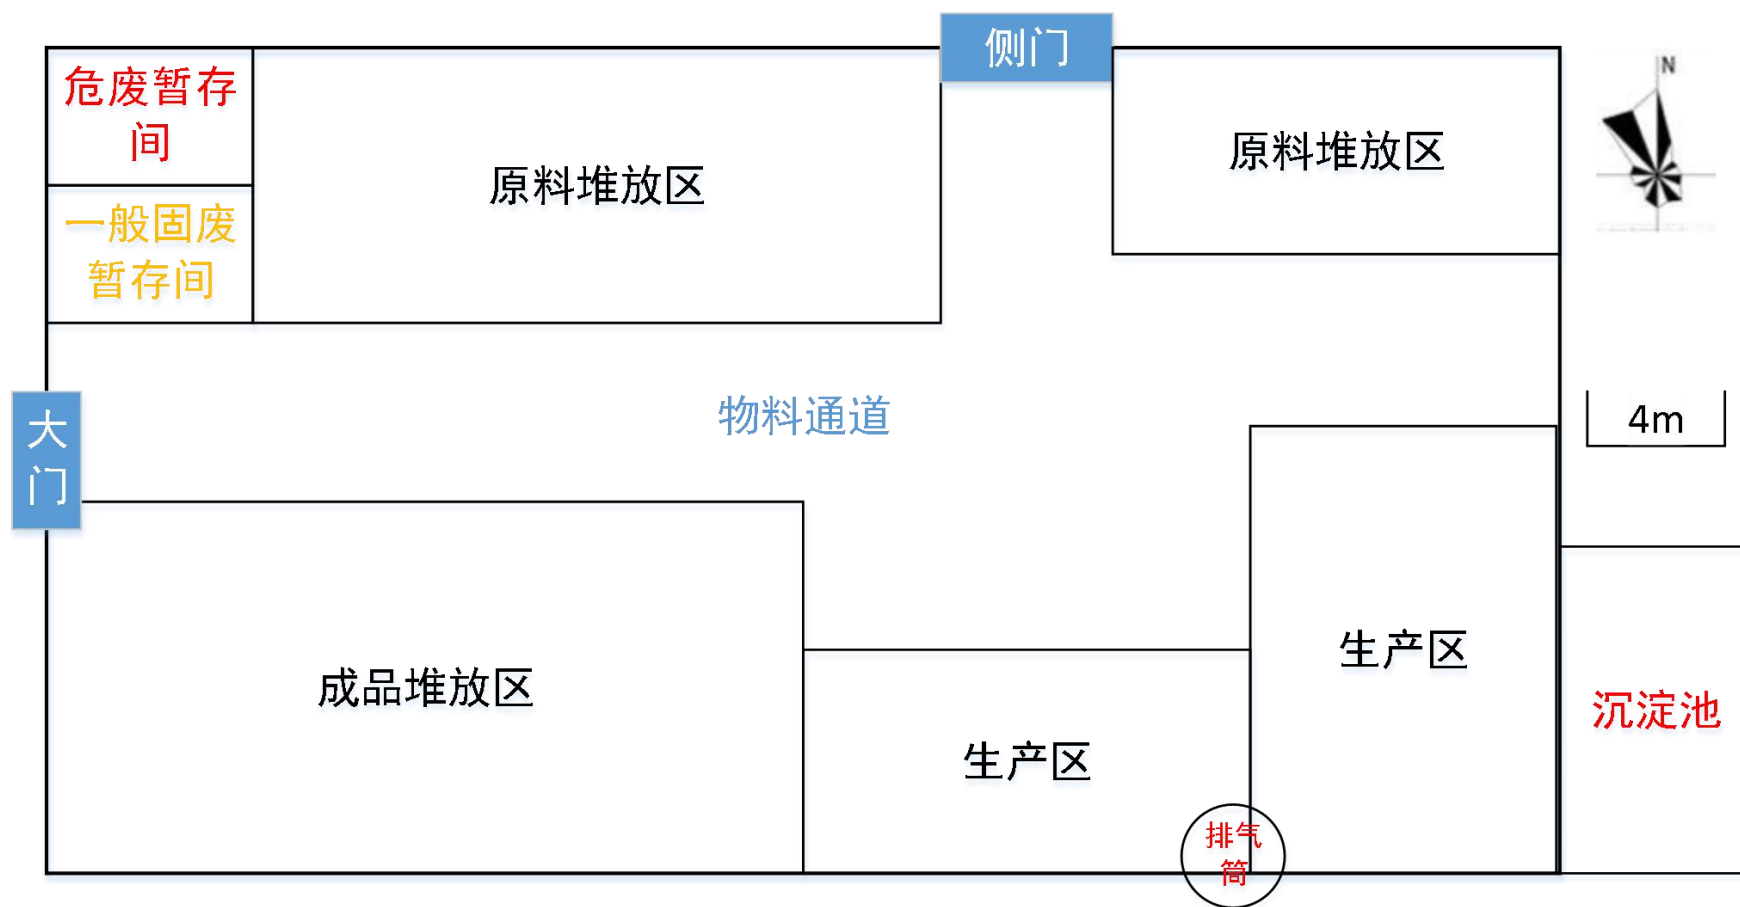 侧门
N
危废暂存
间
原料堆放区
原料堆放区
一般固废
暂存间
大
门
物料通道
4m
成品堆放区
生产区
生产区
沉淀池
排气
筒